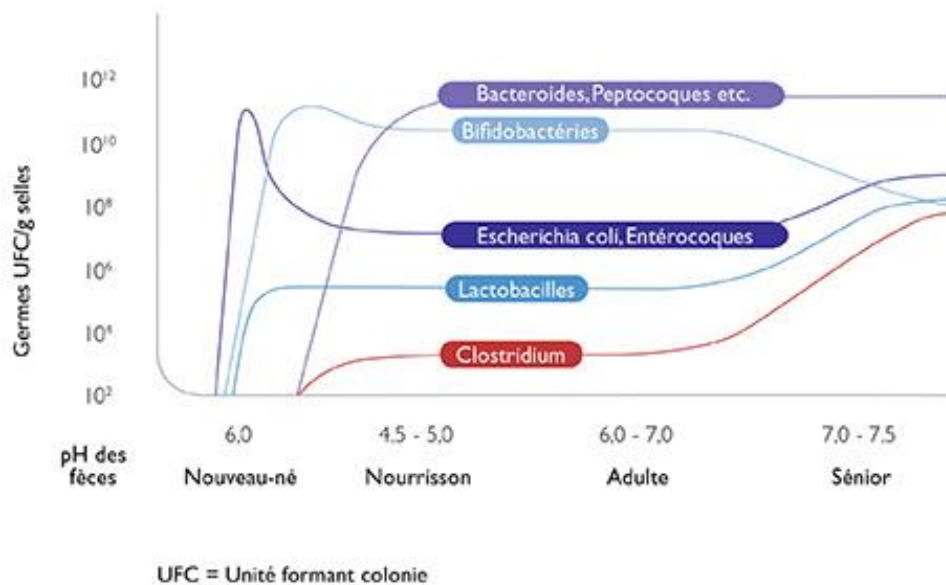 Germes UFC/g selles
10¹²
10¹⁰
10⁸
10⁶
10⁴
10²
Bacteroides, Peptocoques etc.
Bifidobactéries
Escherichia coli, Entérocoques
Lactobacilles
Clostridium
pH des
fèces
6,0
4,5 - 5,0
6,0 - 7,0
7,0 - 7,5
Nouveau-né
Nourrisson
Adulte
Sénior
UFC = Unité formant colonie